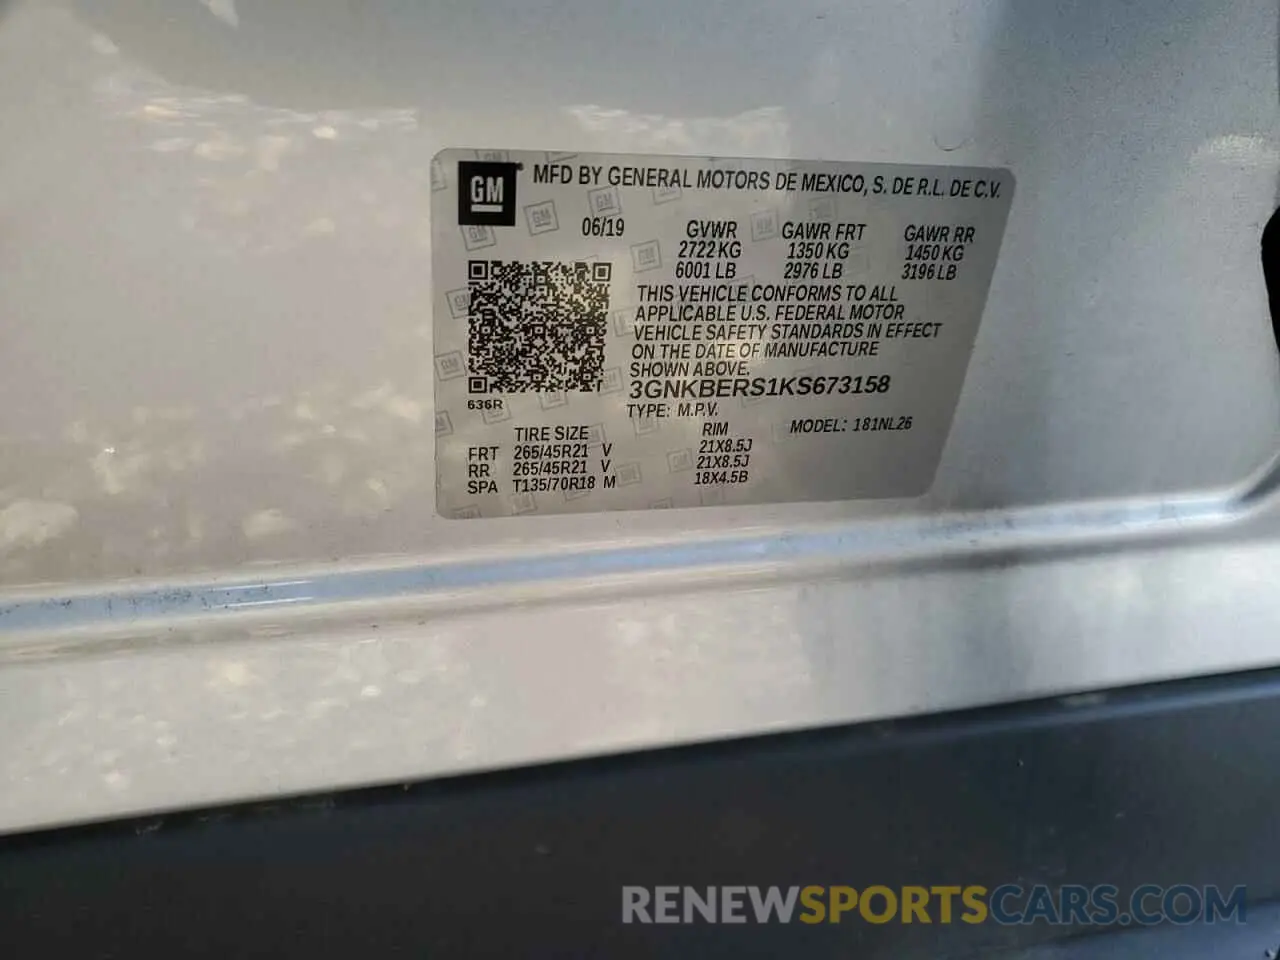 GM
MFD BY GENERAL MOTORS DE MEXICO, S. DE R.L. DE C.V.
06/19 GVWR GAWR FRT GAWR RR
2722 KG 1350 KG 1450 KG
6001 LB 2976 LB 3196 LB
THIS VEHICLE CONFORMS TO ALL
APPLICABLE U.S. FEDERAL MOTOR
VEHICLE SAFETY STANDARDS IN EFFECT
ON THE DATE OF MANUFACTURE
SHOWN ABOVE.
3GNKBERS1KS673158
636R
TYPE: M.P.V. MODEL: 181NL26
TIRE SIZE RIM
FRT 265/45R21 V 21X8.5J
RR 265/45R21 V 21X8.5J
SPA T135/70R18 M 18X4.5B
RENEWSPORTSCARS.COM